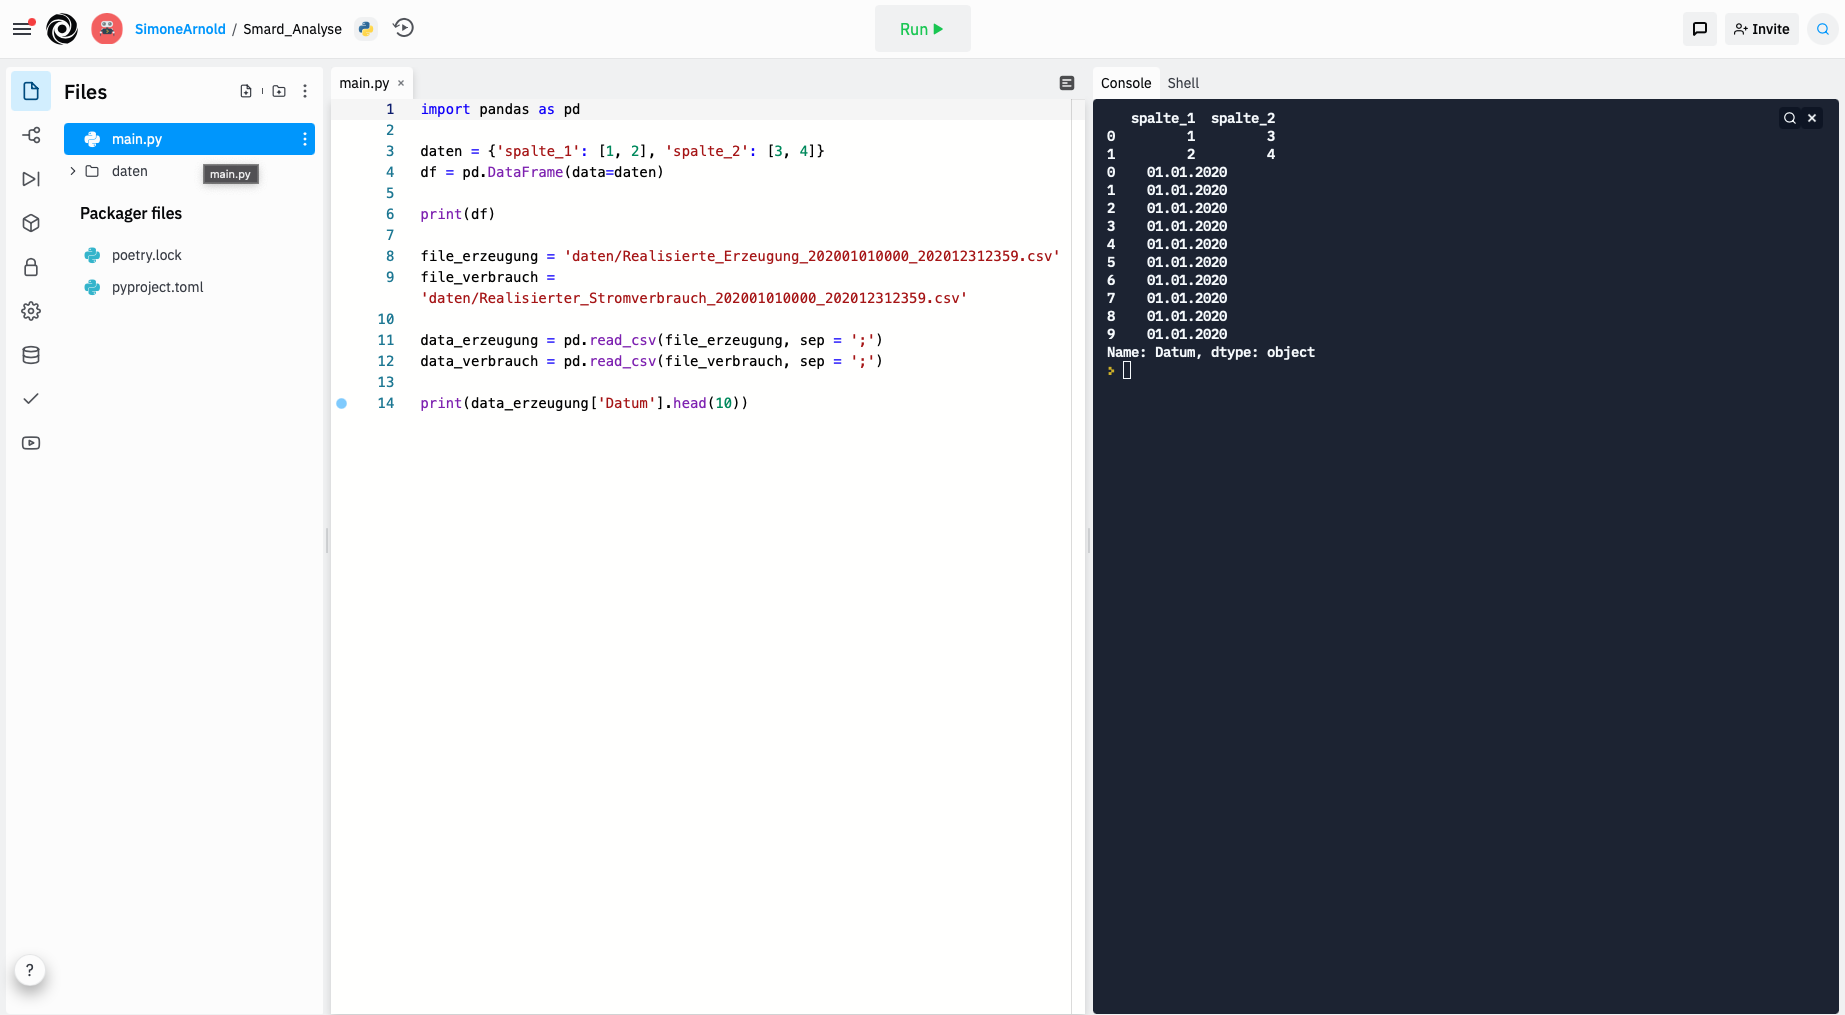 SimoneArnold / Smard_Analyse
Run
Invite
Files
main.py
daten
main.py
Packager files
poetry.lock
pyproject.toml
?
main.py ×
1 import pandas as pd
2
3 daten = {'spalte_1': [1, 2], 'spalte_2': [3, 4]}
4 df = pd.DataFrame(data=daten)
5
6 print(df)
7
8 file_erzeugung = 'daten/Realisierte_Erzeugung_202001010000_202012312359.csv'
9 file_verbrauch =
'daten/Realisierter_Stromverbrauch_202001010000_202012312359.csv'
10
11 data_erzeugung = pd.read_csv(file_erzeugung, sep = ';')
12 data_verbrauch = pd.read_csv(file_verbrauch, sep = ';')
13
14 print(data_erzeugung['Datum'].head(10))
Console Shell
spalte_1 spalte_2
0 1 3
1 2 4
0 01.01.2020
1 01.01.2020
2 01.01.2020
3 01.01.2020
4 01.01.2020
5 01.01.2020
6 01.01.2020
7 01.01.2020
8 01.01.2020
9 01.01.2020
Name: Datum, dtype: object